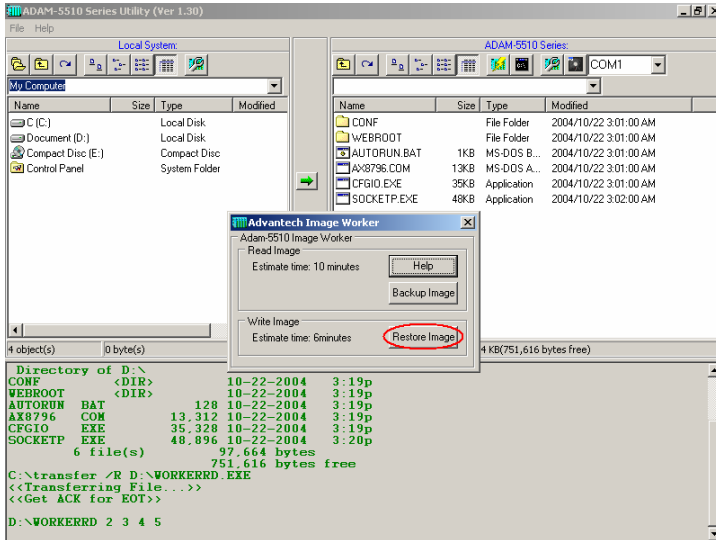 ADAM-5510 Series Utility (Ver 1.30)
File Help
Local System:
ADAM-5510 Series:
COM1
My Computer
Name Size Type Modified
C (C:) Local Disk
Document (D:) Local Disk
Compact Disc (E:) Compact Disc
Control Panel System Folder
Name Size Type Modified
CONF File Folder 2004/10/22 3:01:00 AM
WEBROOT File Folder 2004/10/22 3:01:00 AM
AUTORUN.BAT 1KB MS-DOS B... 2004/10/22 3:01:00 AM
AX8796.COM 13KB MS-DOS A... 2004/10/22 3:01:00 AM
CFGIO.EXE 35KB Application 2004/10/22 3:01:00 AM
SOCKETP.EXE 48KB Application 2004/10/22 3:02:00 AM
Advantech Image Worker
Adam-5510 Image Worker
Read Image
Estimate time: 10 minutes
Help
Backup Image
Write Image
Estimate time: 6minutes
Restore Image
4 object(s) 0 byte(s)
4 KB(751,616 bytes free)
Directory of D:\
CONF <DIR> 10-22-2004 3:19p
WEBROOT <DIR> 10-22-2004 3:19p
AUTORUN BAT 128 10-22-2004 3:19p
AX8796 COM 13,312 10-22-2004 3:19p
CFGIO EXE 35,328 10-22-2004 3:19p
SOCKETP EXE 48,896 10-22-2004 3:20p
6 file(s) 97,664 bytes
751,616 bytes free
C:\transfer /R D:\WORKERRD.EXE
<<Transferring File...>>
<<Get ACK for EOT>>
D:\WORKERRD 2 3 4 5